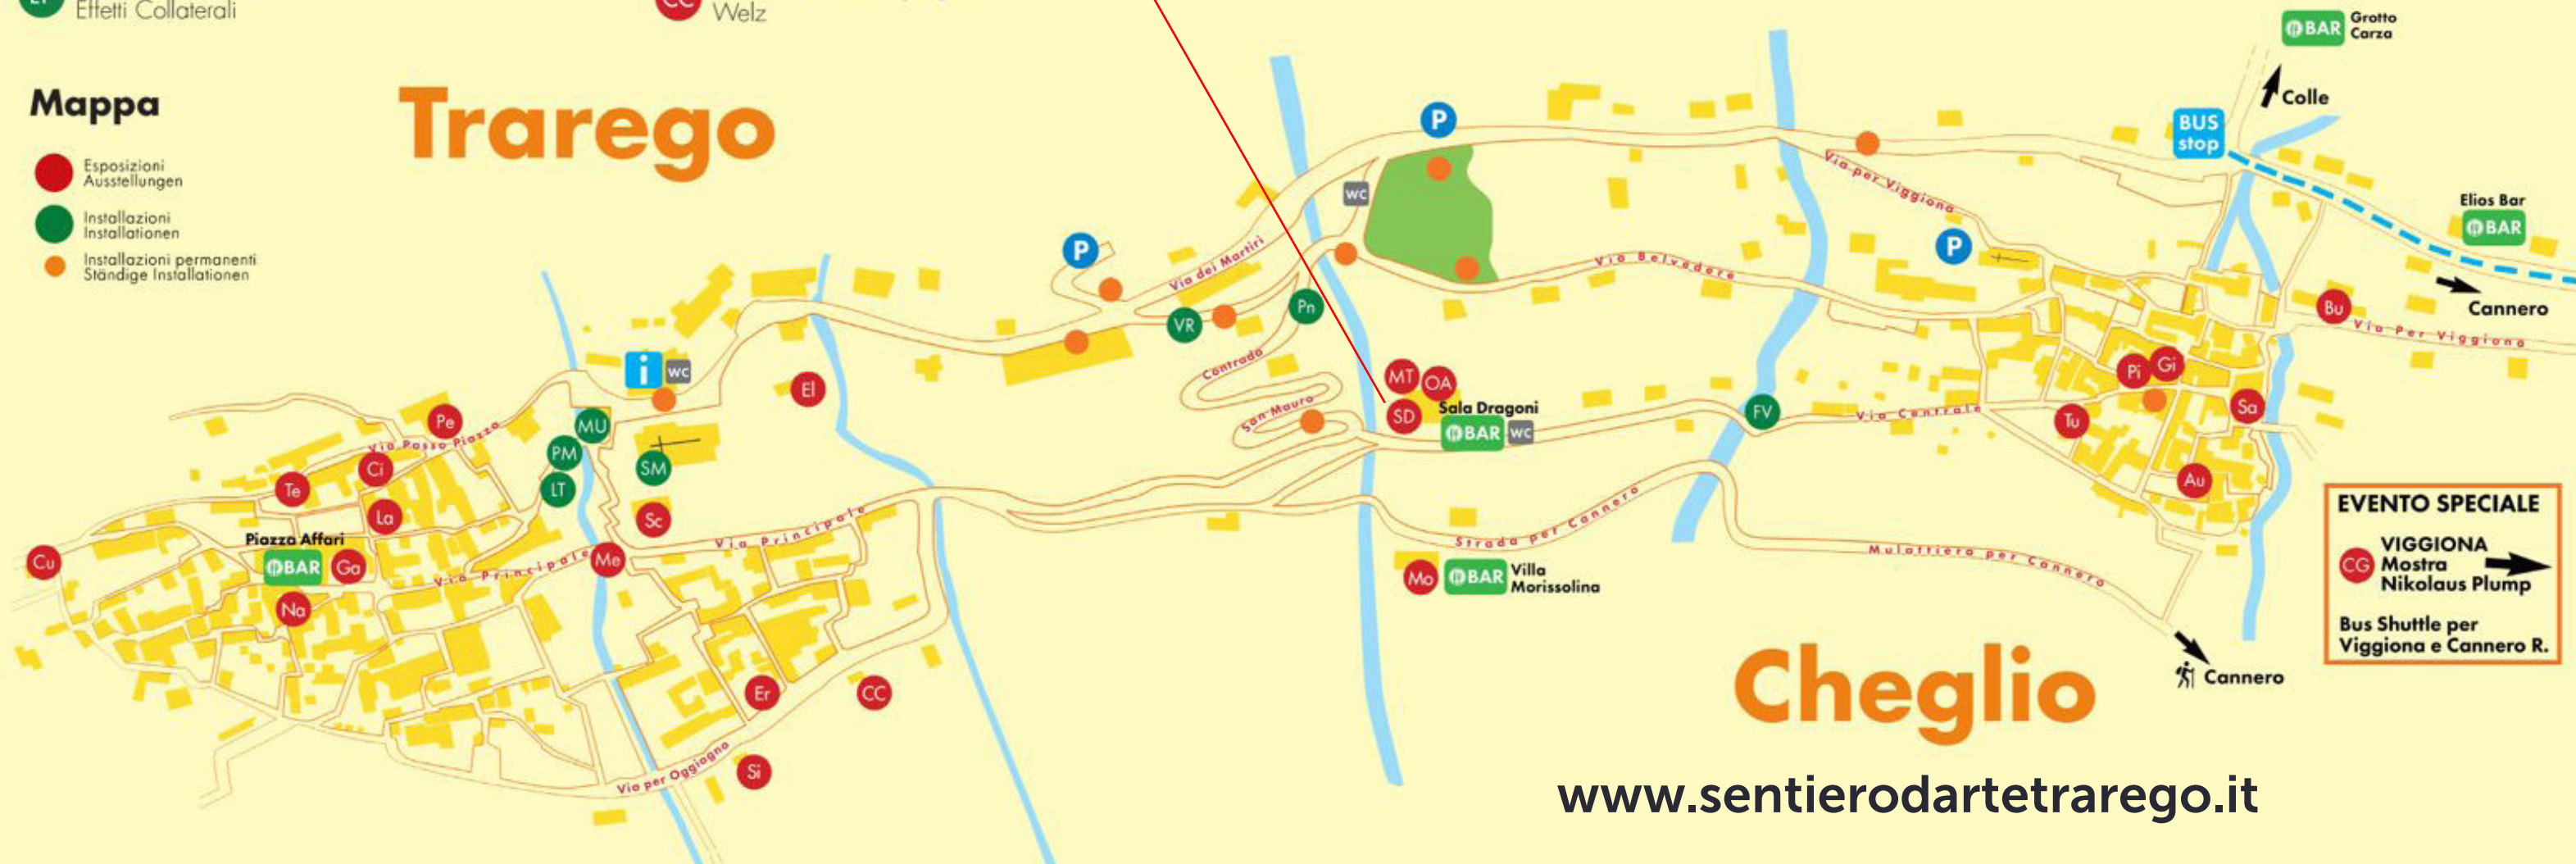 LT
Effetti Collaterali
CC
Welz
Mappa
Esposizioni
Ausstellungen
Installazioni
Installationen
Installazioni permanenti
Ständige Installationen
Trarego
BAR
Grotto
Carza
Colle
BUS
stop
P
wc
Via per Viggiona
Elios Bar
BAR
P
P
Via dei Martiri
Via Belvedere
Cannero
Pn
VR
Bu
Via Per Viggiona
i
wc
Contrada
San Mauro
El
MT
OA
SD
Sala Dragoni
BAR
wc
FV
Via Centrale
Pi
Gi
Tu
Sa
Au
Pe
Via Passo Piazza
MU
PM
LT
SM
Ci
Te
La
Sc
Via Principale
Piazza Affari
BAR
Ga
Cu
Na
Via Principale
Me
Strada per Cannero
Mulattiera per Cannero
Mo
BAR
Villa
Morissolina
EVENTO SPECIALE
CG
VIGGIONA
Mostra
Nikolaus Plump
Bus Shuttle per
Viggiona e Cannero R.
Cannero
Er
CC
Si
Via per Oggiogno
Cheglio
www.sentierodartetrarego.it